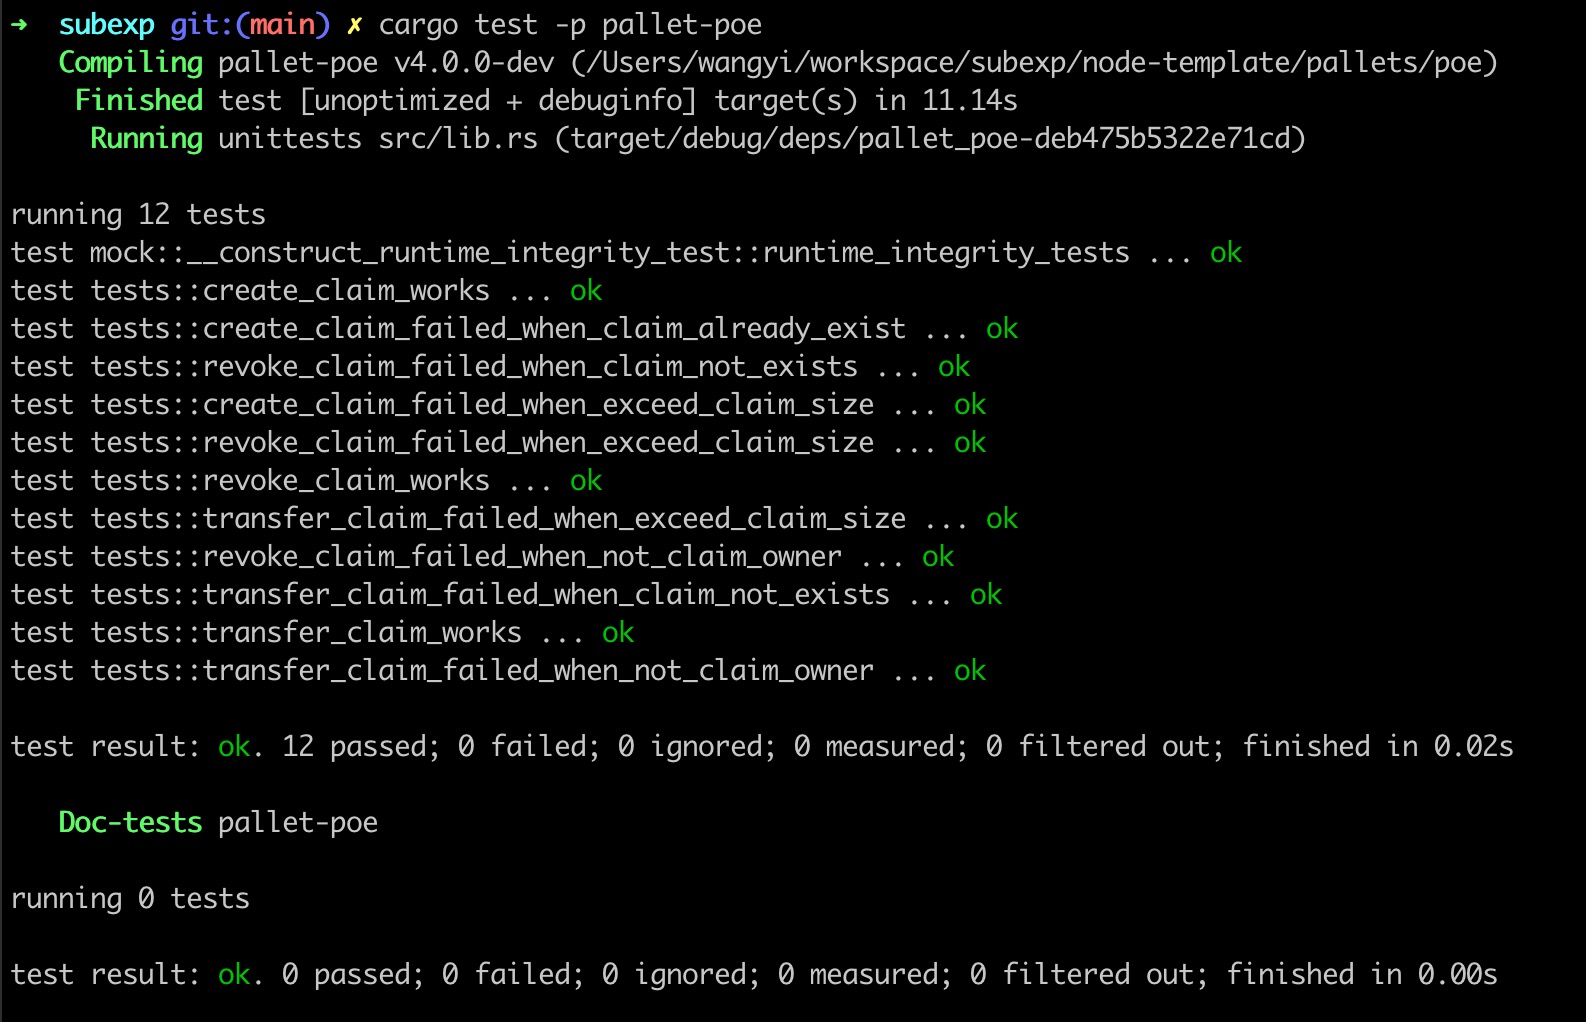 ➜  subexp git:(main) ✗ cargo test -p pallet-poe
   Compiling pallet-poe v4.0.0-dev (/Users/wangyi/workspace/subexp/node-template/pallets/poe)
    Finished test [unoptimized + debuginfo] target(s) in 11.14s
     Running unittests src/lib.rs (target/debug/deps/pallet_poe-deb475b5322e71cd)

running 12 tests
test mock::__construct_runtime_integrity_test::runtime_integrity_tests ... ok
test tests::create_claim_works ... ok
test tests::create_claim_failed_when_claim_already_exist ... ok
test tests::revoke_claim_failed_when_claim_not_exists ... ok
test tests::create_claim_failed_when_exceed_claim_size ... ok
test tests::revoke_claim_failed_when_exceed_claim_size ... ok
test tests::revoke_claim_works ... ok
test tests::transfer_claim_failed_when_exceed_claim_size ... ok
test tests::revoke_claim_failed_when_not_claim_owner ... ok
test tests::transfer_claim_failed_when_claim_not_exists ... ok
test tests::transfer_claim_works ... ok
test tests::transfer_claim_failed_when_not_claim_owner ... ok

test result: ok. 12 passed; 0 failed; 0 ignored; 0 measured; 0 filtered out; finished in 0.02s

   Doc-tests pallet-poe

running 0 tests

test result: ok. 0 passed; 0 failed; 0 ignored; 0 measured; 0 filtered out; finished in 0.00s